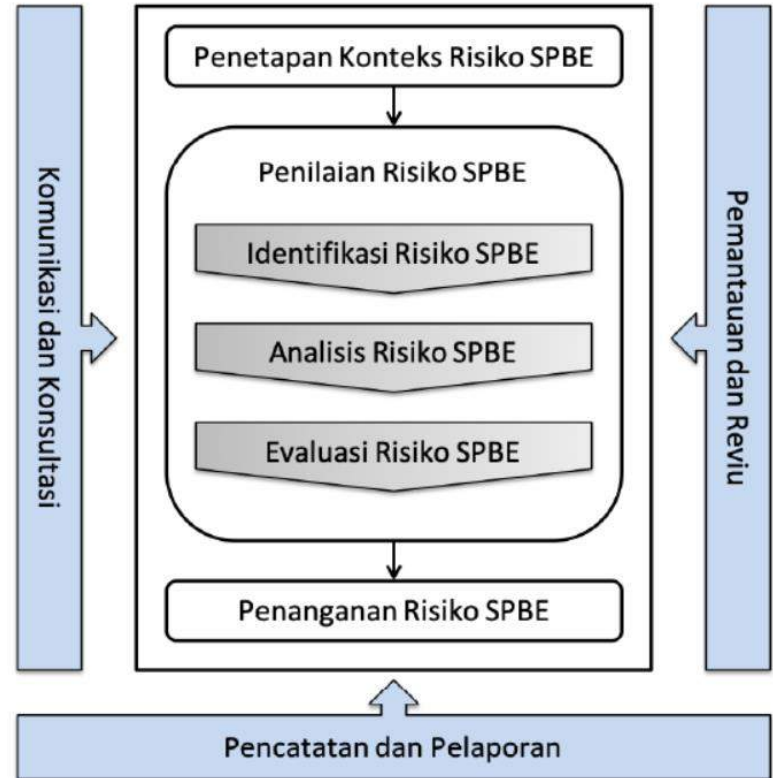 Penetapan Konteks Risiko SPBE
Penilaian Risiko SPBE
Identifikasi Risiko SPBE
Analisis Risiko SPBE
Evaluasi Risiko SPBE
Penanganan Risiko SPBE
Komunikasi dan Konsultasi
Pemantauan dan Reviu
Pencatatan dan Pelaporan